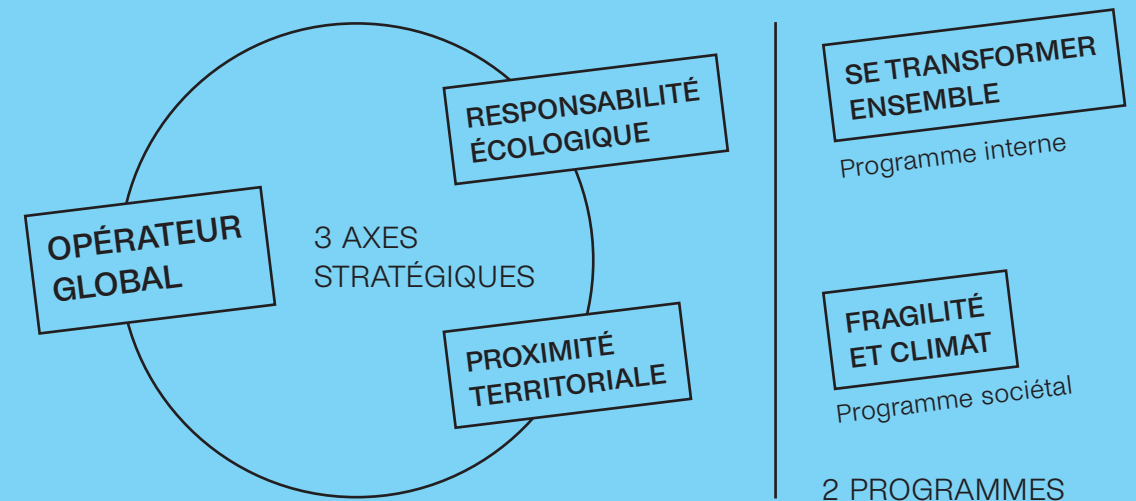 OPÉRATEUR
GLOBAL
3 AXES
STRATÉGIQUES
RESPONSABILITÉ
ÉCOLOGIQUE
PROXIMITÉ
TERRITORIALE
SE TRANSFORMER
ENSEMBLE
Programme interne
FRAGILITÉ
ET CLIMAT
Programme sociétal
2 PROGRAMMES